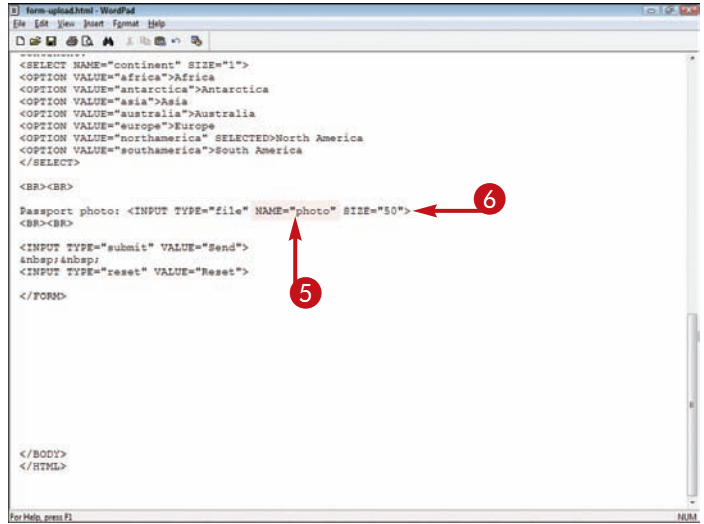 form-upload.html - WordPad
File Edit View Insert Format Help
<SELECT NAME="continent" SIZE="1">
<OPTION VALUE="africa">Africa
<OPTION VALUE="antarctica">Antarctica
<OPTION VALUE="asia">Asia
<OPTION VALUE="australia">Australia
<OPTION VALUE="europe">Europe
<OPTION VALUE="northamerica" SELECTED>North America
<OPTION VALUE="southamerica">South America
</SELECT>
<BR><BR>
Passport photo: <INPUT TYPE="file" NAME="photo" SIZE="50"> 6
<BR><BR>
<INPUT TYPE="submit" VALUE="Send">
&nbsp;&nbsp;
<INPUT TYPE="reset" VALUE="Reset">
5
</FORM>
</BODY>
</HTML>
For Help, press F1 NUM